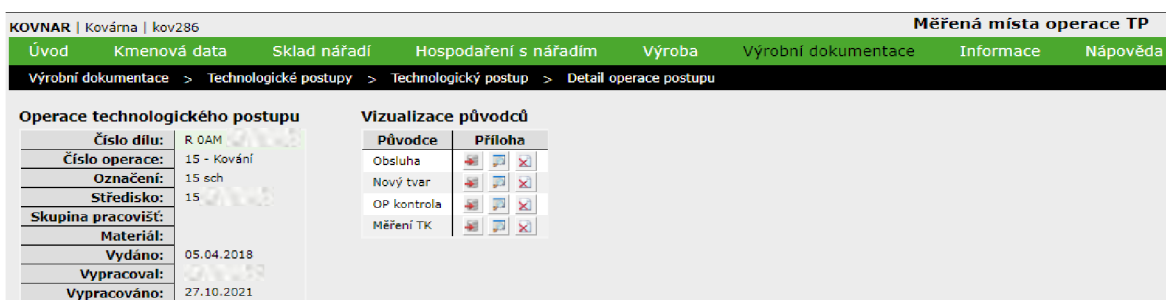 KOVNAR | Kovárna | kov286
Měřená místa operace TP
Úvod Kmenová data Sklad nářadí Hospodaření s nářadím Výroba Výrobní dokumentace Informace Nápověda
Výrobní dokumentace > Technologické postupy > Technologický postup > Detail operace postupu
Operace technologického postupu
Číslo dílu: R 0AM
Číslo operace: 15 - Kování
Označení: 15 sch
Středisko: 15
Skupina pracovišť:
Materiál:
Vydáno: 05.04.2018
Vypracoval:
Vypracováno: 27.10.2021
Vizualizace původců
Původce Příloha
Obsluha
Nový tvar
OP kontrola
Měření TK